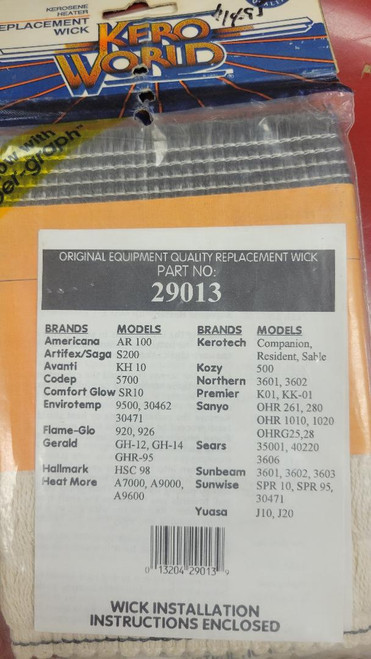 KEROSENE
HEATER
REPLACEMENT
WICK
KERO
WORLD
with
ORIGINAL EQUIPMENT QUALITY REPLACEMENT WICK
PART NO:
29013
BRANDS MODELS
Americana AR 100
Artifex/Saga S200
Avanti KH 10
Codep 5700
Comfort Glow SR10
Envirotemp 9500, 30462
30471
Flame-Glo 920, 926
Gerald GH-12, GH-14
GHR-95
Hallmark HSC 98
Heat More A7000, A9000,
A9600
BRANDS MODELS
Kerotech Companion,
Resident, Sable
Kozy 500
Northern 3601, 3602
Premier K01, KK-01
Sanyo OHR 261, 280
OHR 1010, 1020
OHRG25,28
Sears 35001, 40220
3606
Sunbeam 3601, 3602, 3603
Sunwise SPR 10, SPR 95,
30471
Yuasa J10, J20
0 13204 29013 9
WICK INSTALLATION
INSTRUCTIONS ENCLOSED